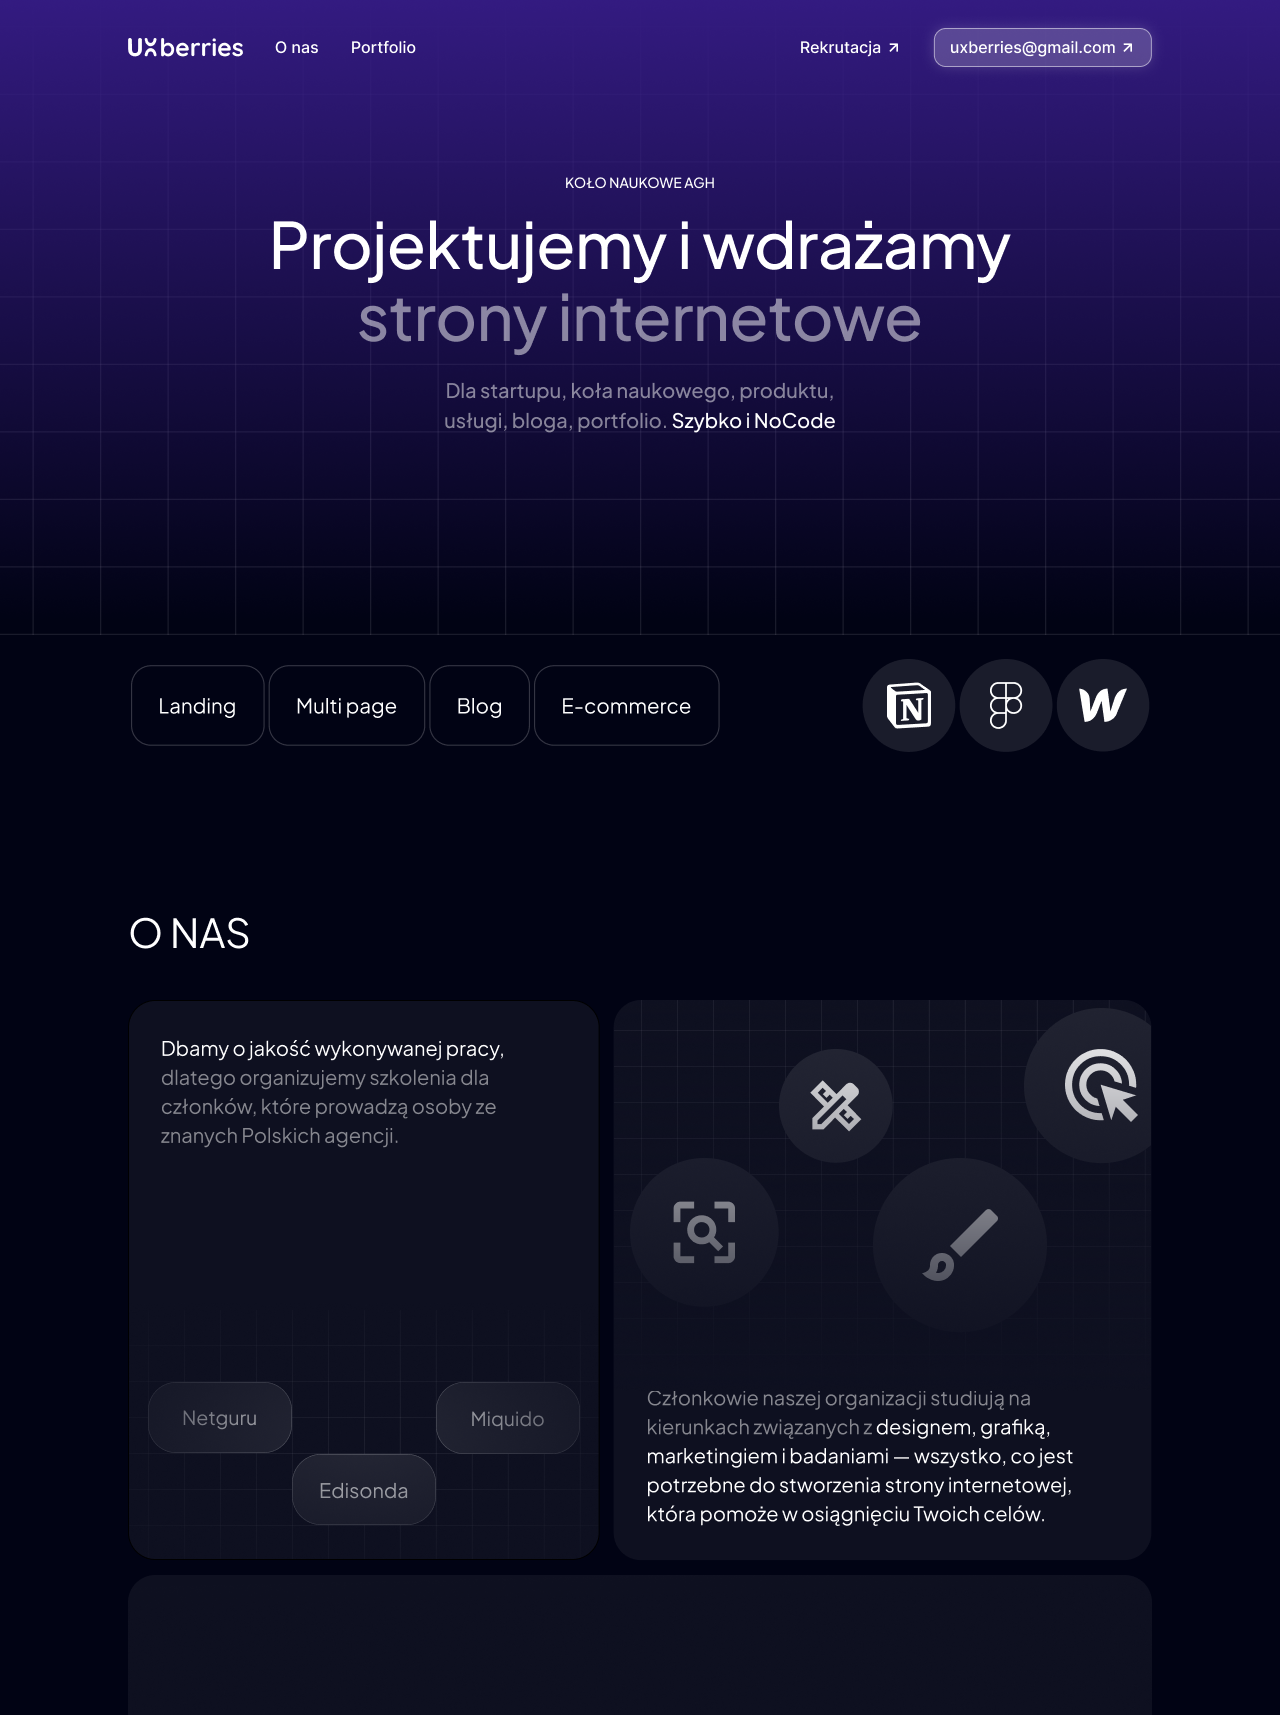 UXberries
O nas
Portfolio
Rekrutacja
uxberries@gmail.com
KOŁO NAUKOWE AGH
Projektujemy i wdrażamy
strony internetowe
Dla startupu, koła naukowego, produktu,
usługi, bloga, portfolio. Szybko i NoCode
Landing
Multi page
Blog
E-commerce
O NAS
Dbamy o jakość wykonywanej pracy,
dlatego organizujemy szkolenia dla
członków, które prowadzą osoby ze
znanych Polskich agencji.
Netguru
Miquido
Edisonda
Członkowie naszej organizacji studiują na
kierunkach związanych z designem, grafiką,
marketingiem i badaniami — wszystko, co jest
potrzebne do stworzenia strony internetowej,
która pomoże w osiągnięciu Twoich celów.